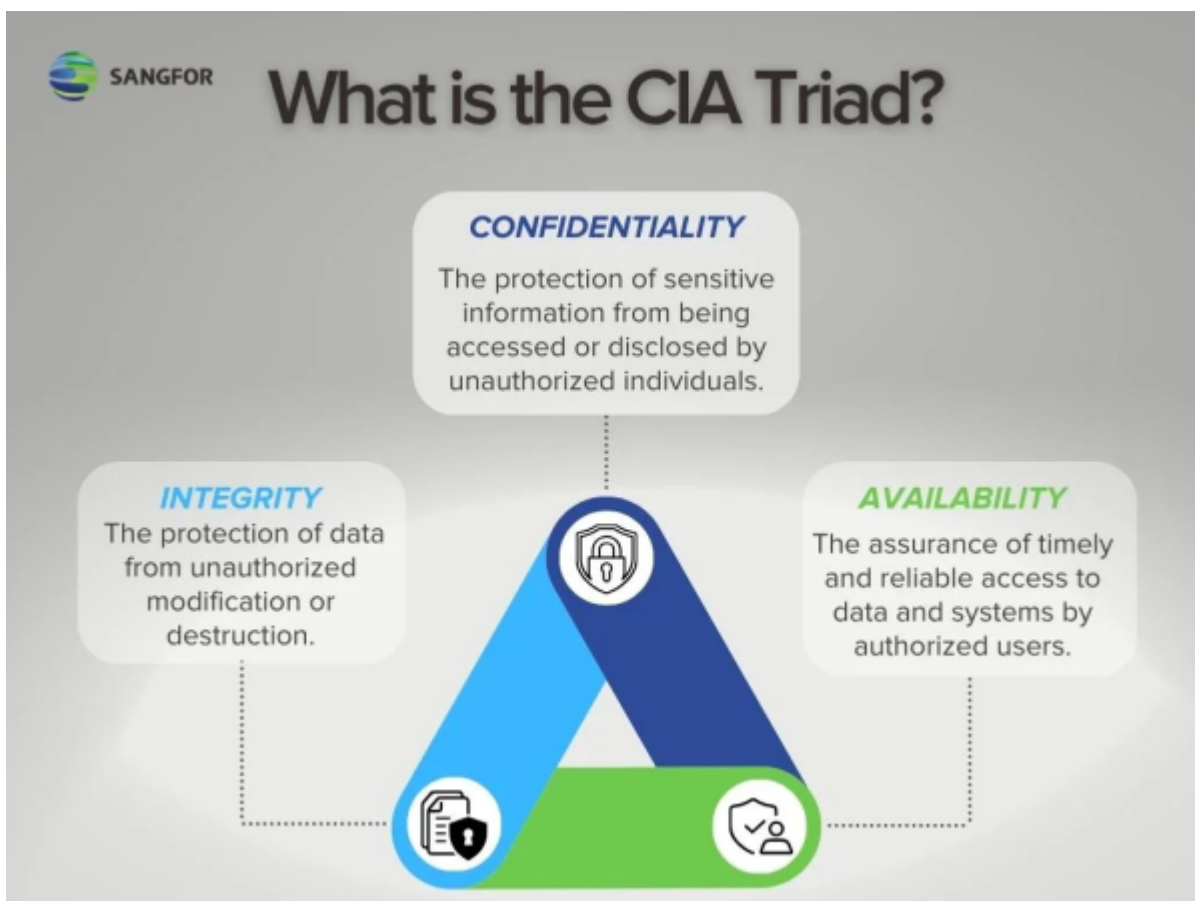 SANGFOR
What is the CIA Triad?
CONFIDENTIALITY
The protection of sensitive
information from being
accessed or disclosed by
unauthorized individuals.
INTEGRITY
The protection of data
from unauthorized
modification or
destruction.
AVAILABILITY
The assurance of timely
and reliable access to
data and systems by
authorized users.